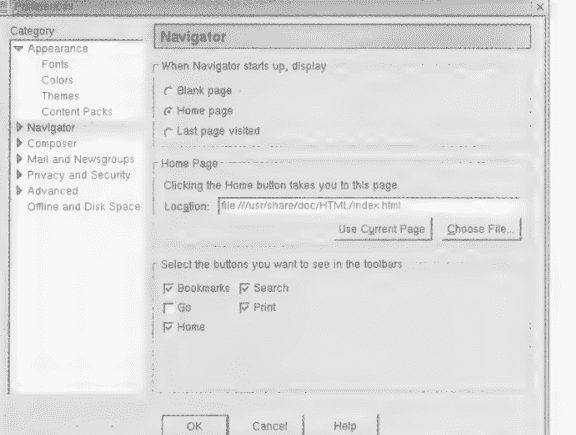 Preferences
Category
Appearance
Fonts
Colors
Themes
Content Packs
Navigator
Composer
Mail and Newsgroups
Privacy and Security
Advanced
Offline and Disk Space
Navigator
When Navigator starts up, display
Blank page
Home page
Last page visited
Home Page
Clicking the Home button takes you to this page.
Location: file:///usr/share/doc/HTML/index.html
Use Current Page Choose File...
Select the buttons you want to see in the toolbars
Bookmarks Search
Go Print
Home
OK Cancel Help